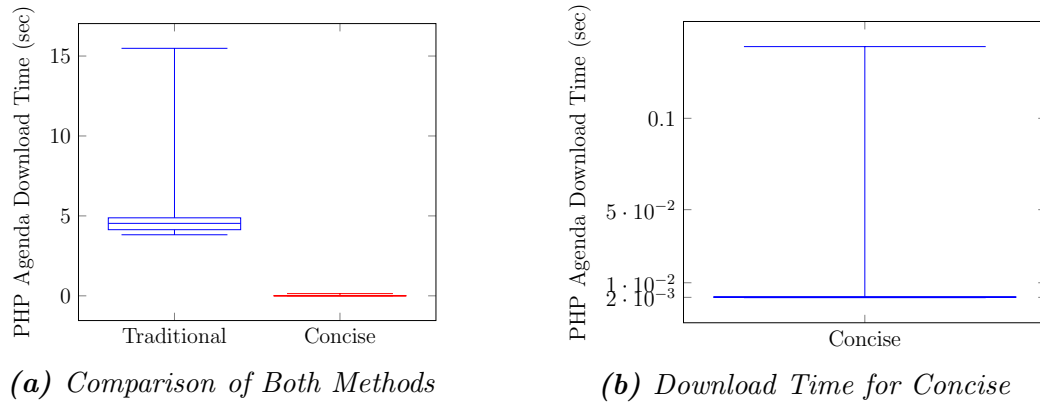 PHP Agenda Download Time (sec)
15
10
5
0
Traditional
Concise
(a) Comparison of Both Methods
PHP Agenda Download Time (sec)
0.1
5 · 10⁻²
1 · 10⁻²
2 · 10⁻³
Concise
(b) Download Time for Concise